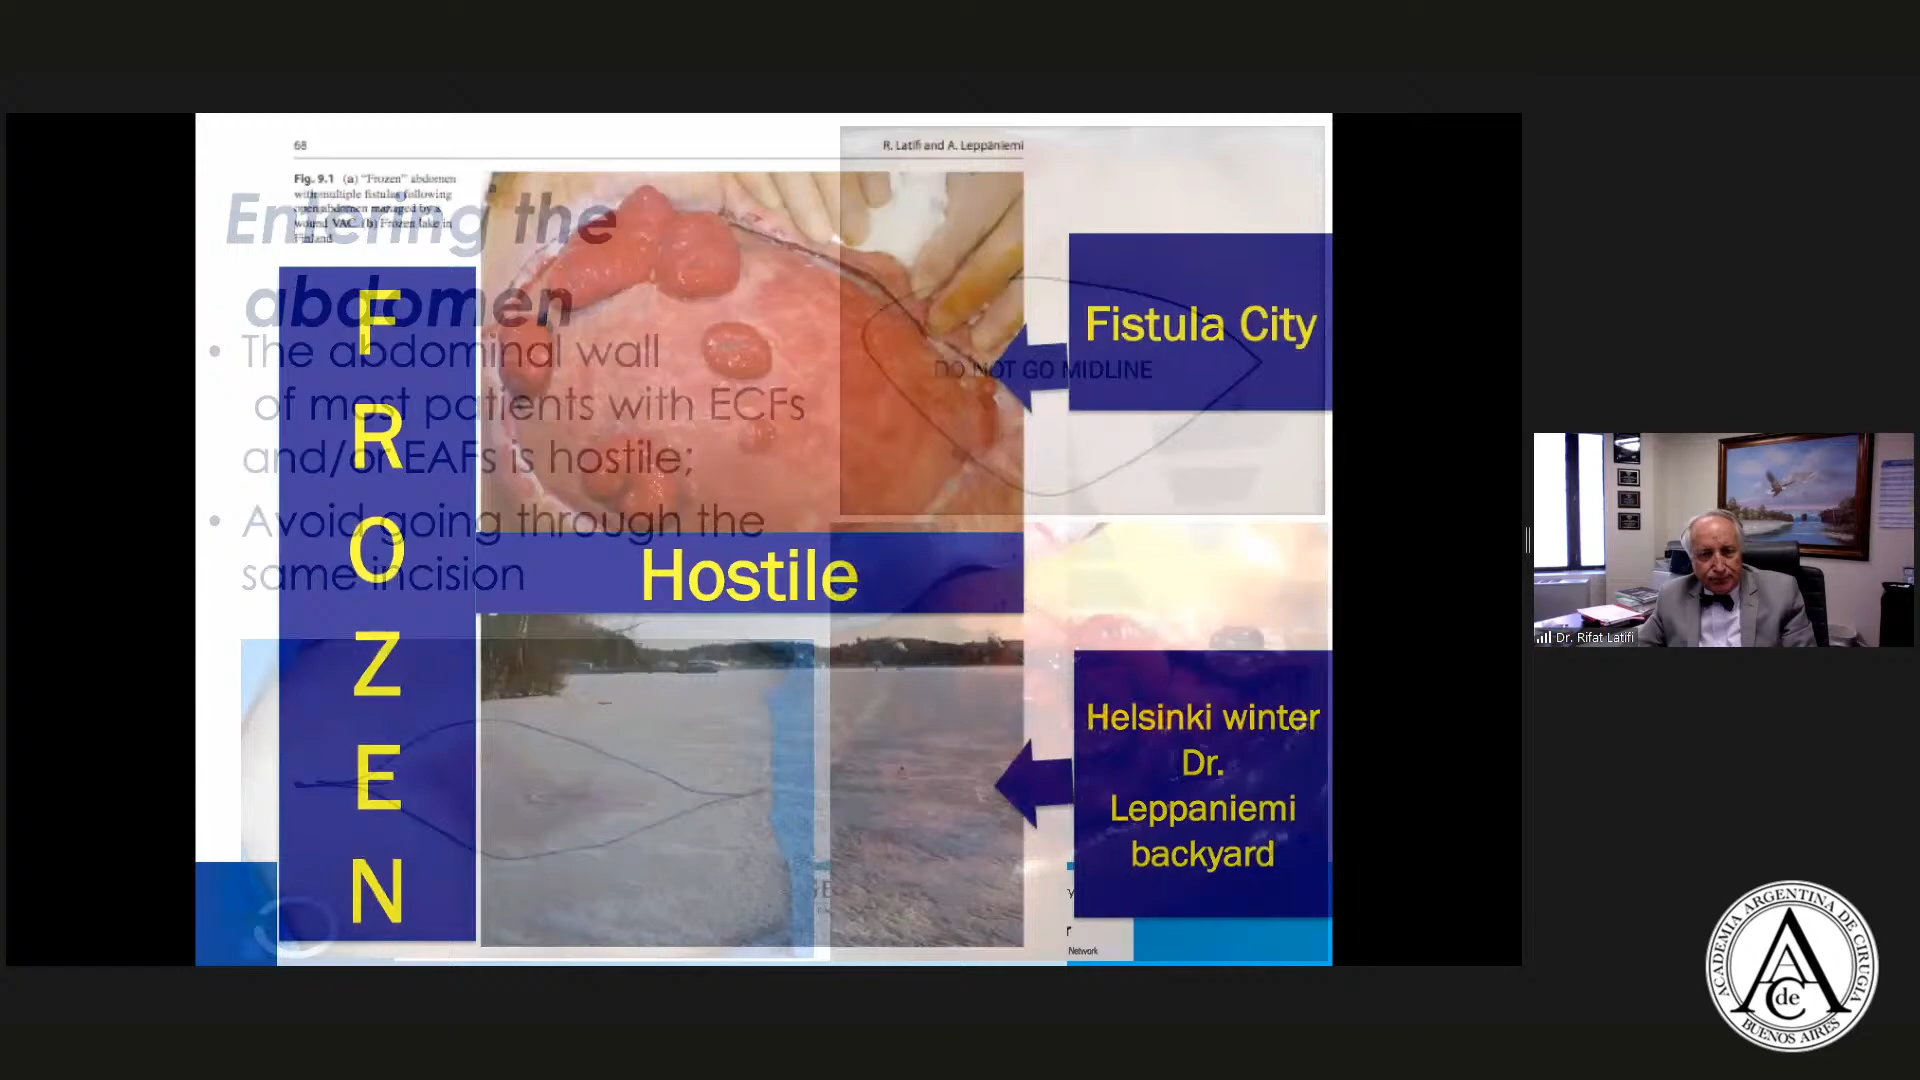 68
R. Latifi and A. Leppäniemi
Fig. 9.1 (a) "Frozen" abdomen
with multiple fistulas following
open abdomen managed by a
wound VAC. (b) Frozen lake in
Finland
Entering the
abdomen
• The abdominal wall
of most patients with ECFs
and/or EAFs is hostile;
• Avoid going through the
same incision
F
R
O
Z
E
N
Fistula City
DO NOT GO MIDLINE
Hostile
Helsinki winter
Dr.
Leppaniemi
backyard
Network
Dr. Rifat Latifi
ACADEMIA ARGENTINA DE CIRUGIA
AAC
de
BUENOS AIRES